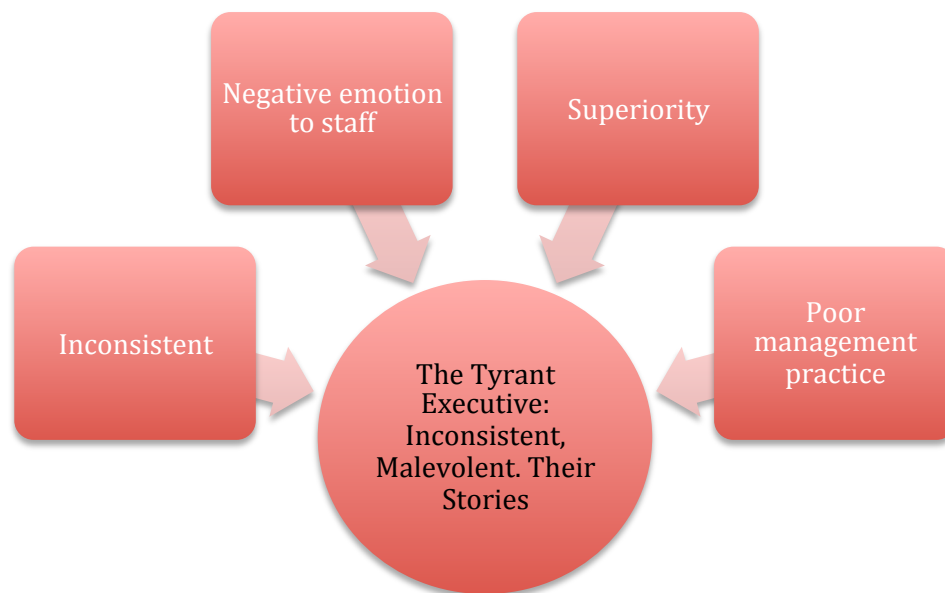 Negative emotion
to staff
Superiority
Inconsistent
Poor
management
practice
The Tyrant
Executive:
Inconsistent,
Malevolent. Their
Stories